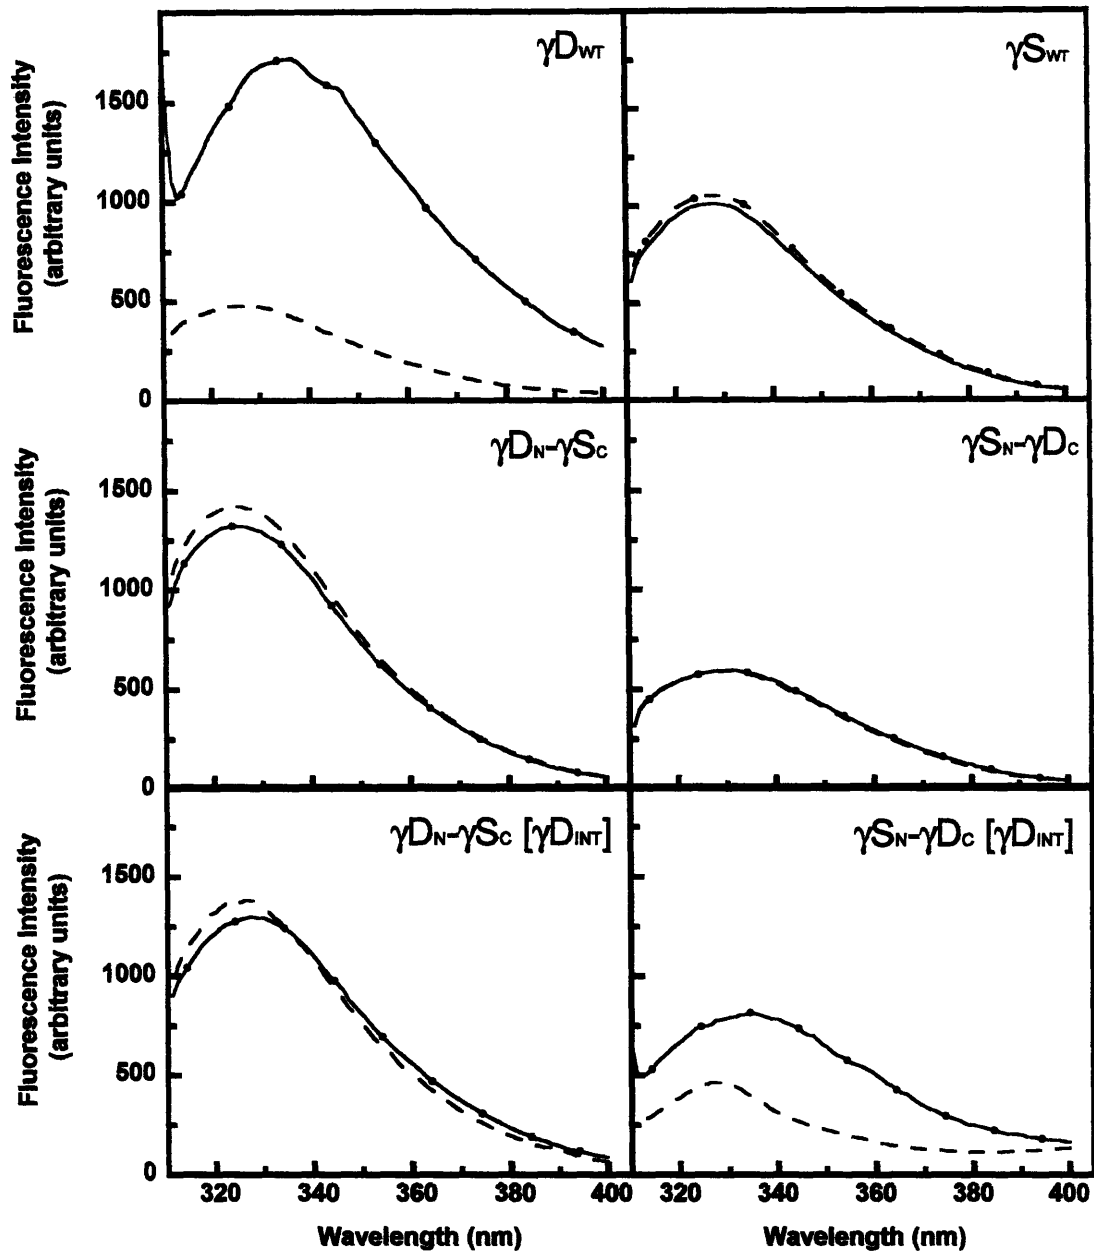 γDWT
γSWT
Fluorescence Intensity
(arbitrary units)
1500
1000
500
0
γDN-γSC
γSN-γDC
Fluorescence Intensity
(arbitrary units)
1500
1000
500
0
γDN-γSC [γDINT]
γSN-γDC [γDINT]
Fluorescence Intensity
(arbitrary units)
1500
1000
500
0
320 340 360 380 400 320 340 360 380 400
Wavelength (nm) Wavelength (nm)